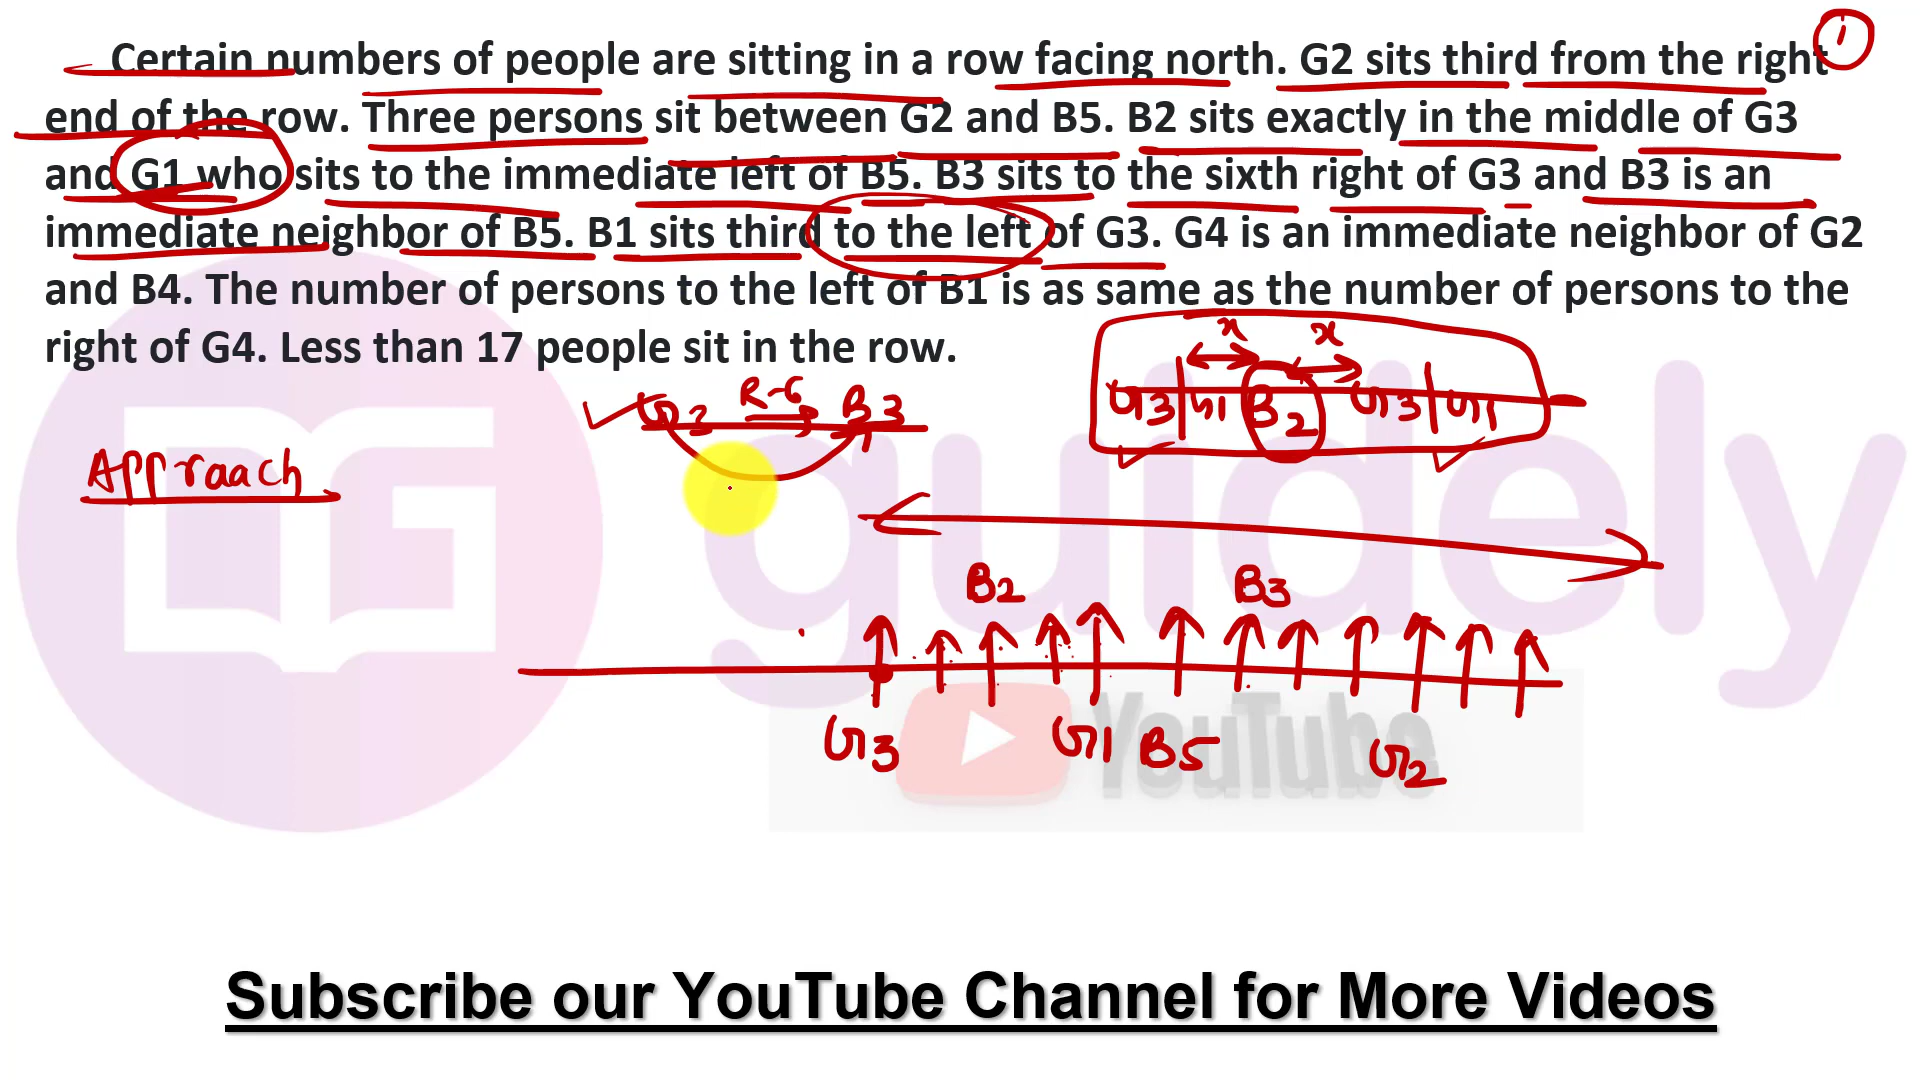 Certain numbers of people are sitting in a row facing north. G2 sits third from the right
end of the row. Three persons sit between G2 and B5. B2 sits exactly in the middle of G3
and G1 who sits to the immediate left of B5. B3 sits to the sixth right of G3 and B3 is an
immediate neighbor of B5. B1 sits third to the left of G3. G4 is an immediate neighbor of G2
and B4. The number of persons to the left of B1 is as same as the number of persons to the
right of G4. Less than 17 people sit in the row.
x x
G3 R-6 B3
G3 G1 B2 G3 G1
Appraach
guidely
B2 B3
G3 G1 B5 G2
YouTube
Subscribe our YouTube Channel for More Videos